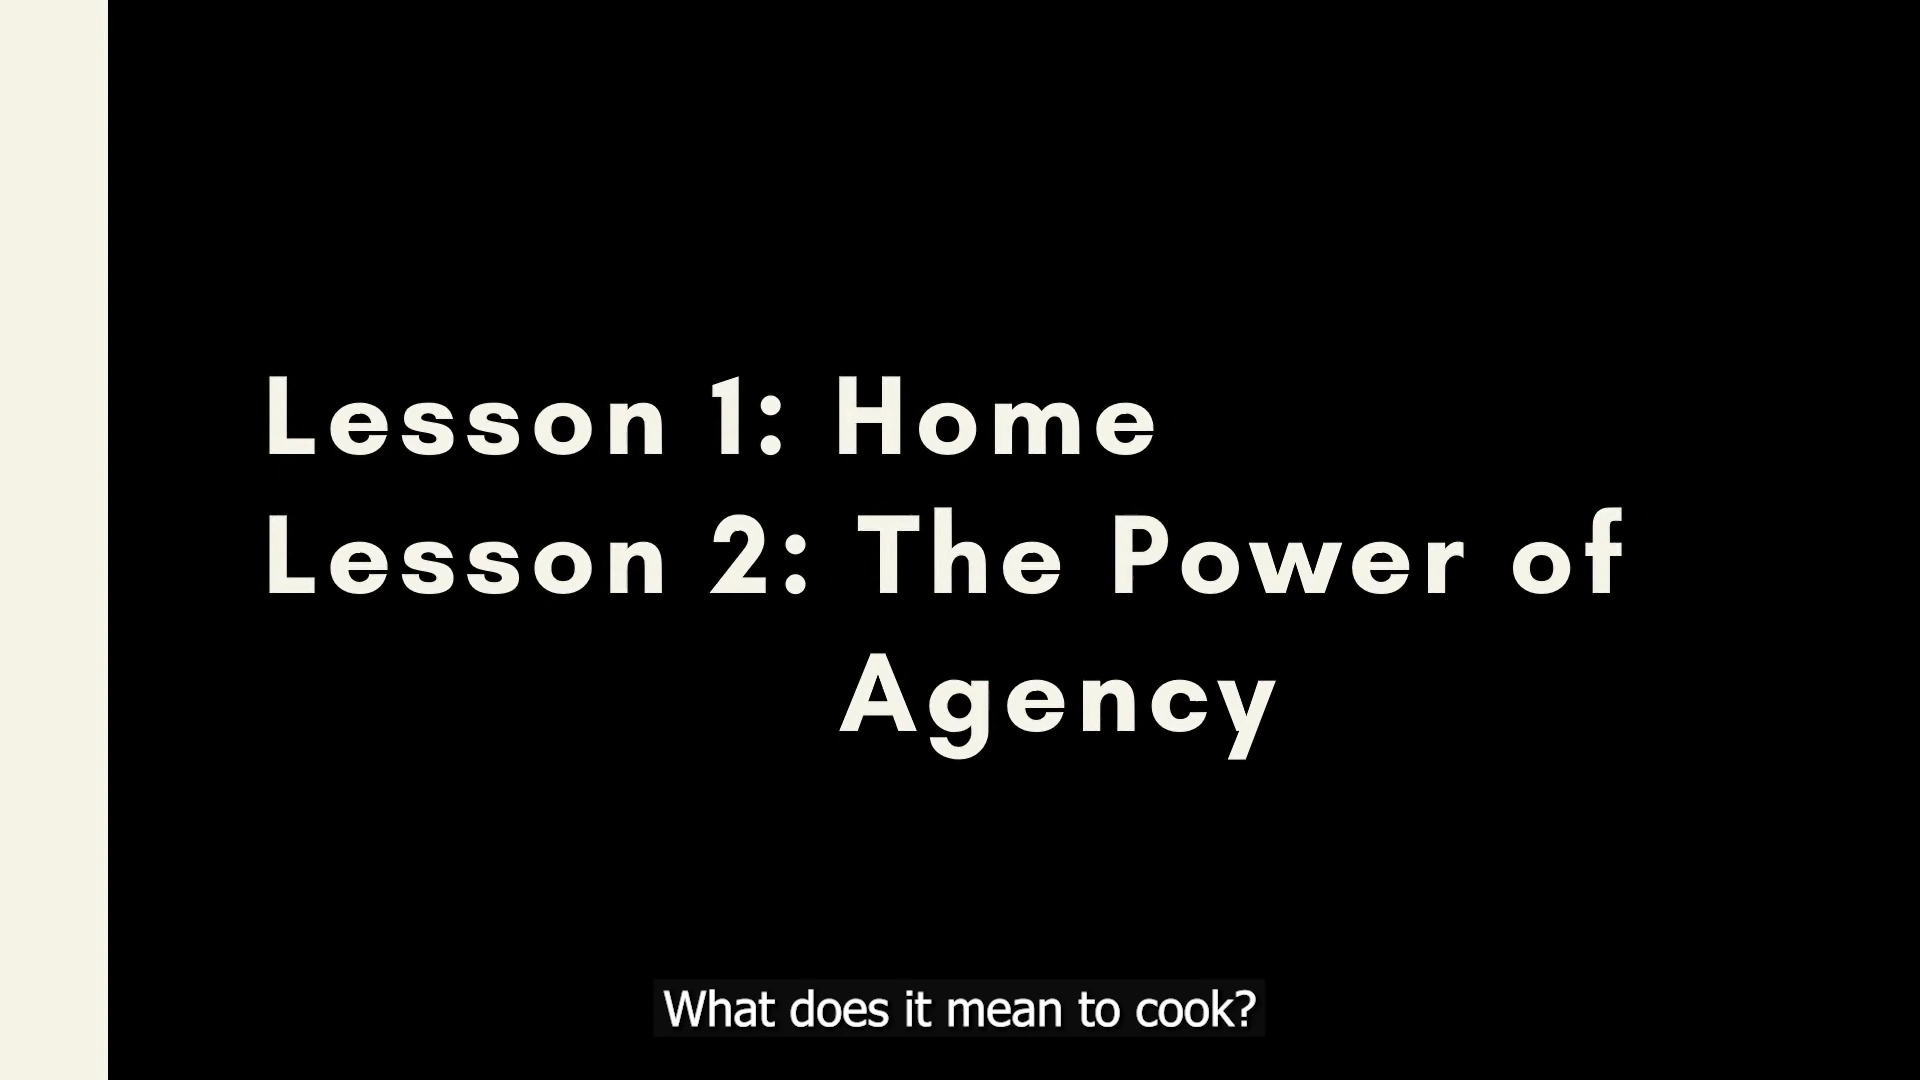 Lesson 1: Home
Lesson 2: The Power of
Agency
What does it mean to cook?